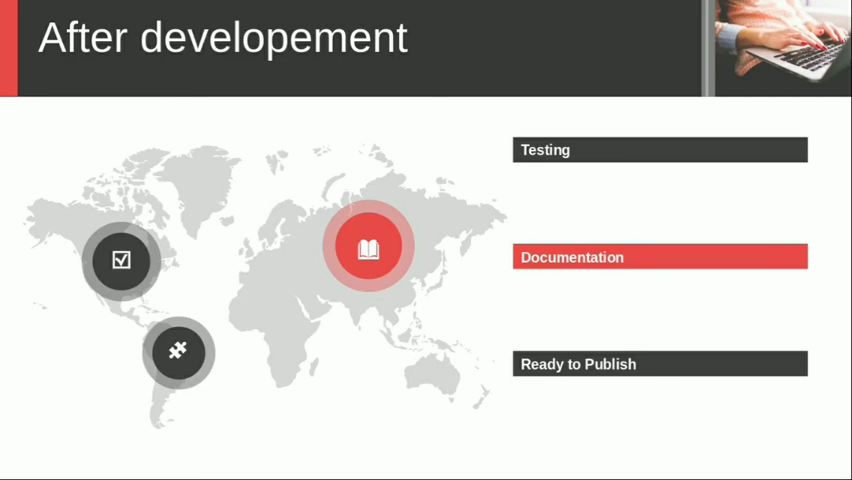 After developement
Testing
Documentation
Ready to Publish